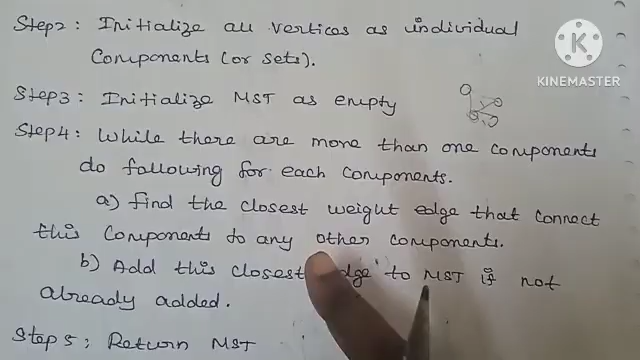 Step2: Initialize all vertices as individual
Components (or sets).
KINEMASTER
Step3: Initialize MST as empty
Step4: While there are more than one components
do following for each components.
a) find the closest weight edge that connect
this components to any other components.
b) Add this closest edge to MST if not
already added.
Step5: Return MST